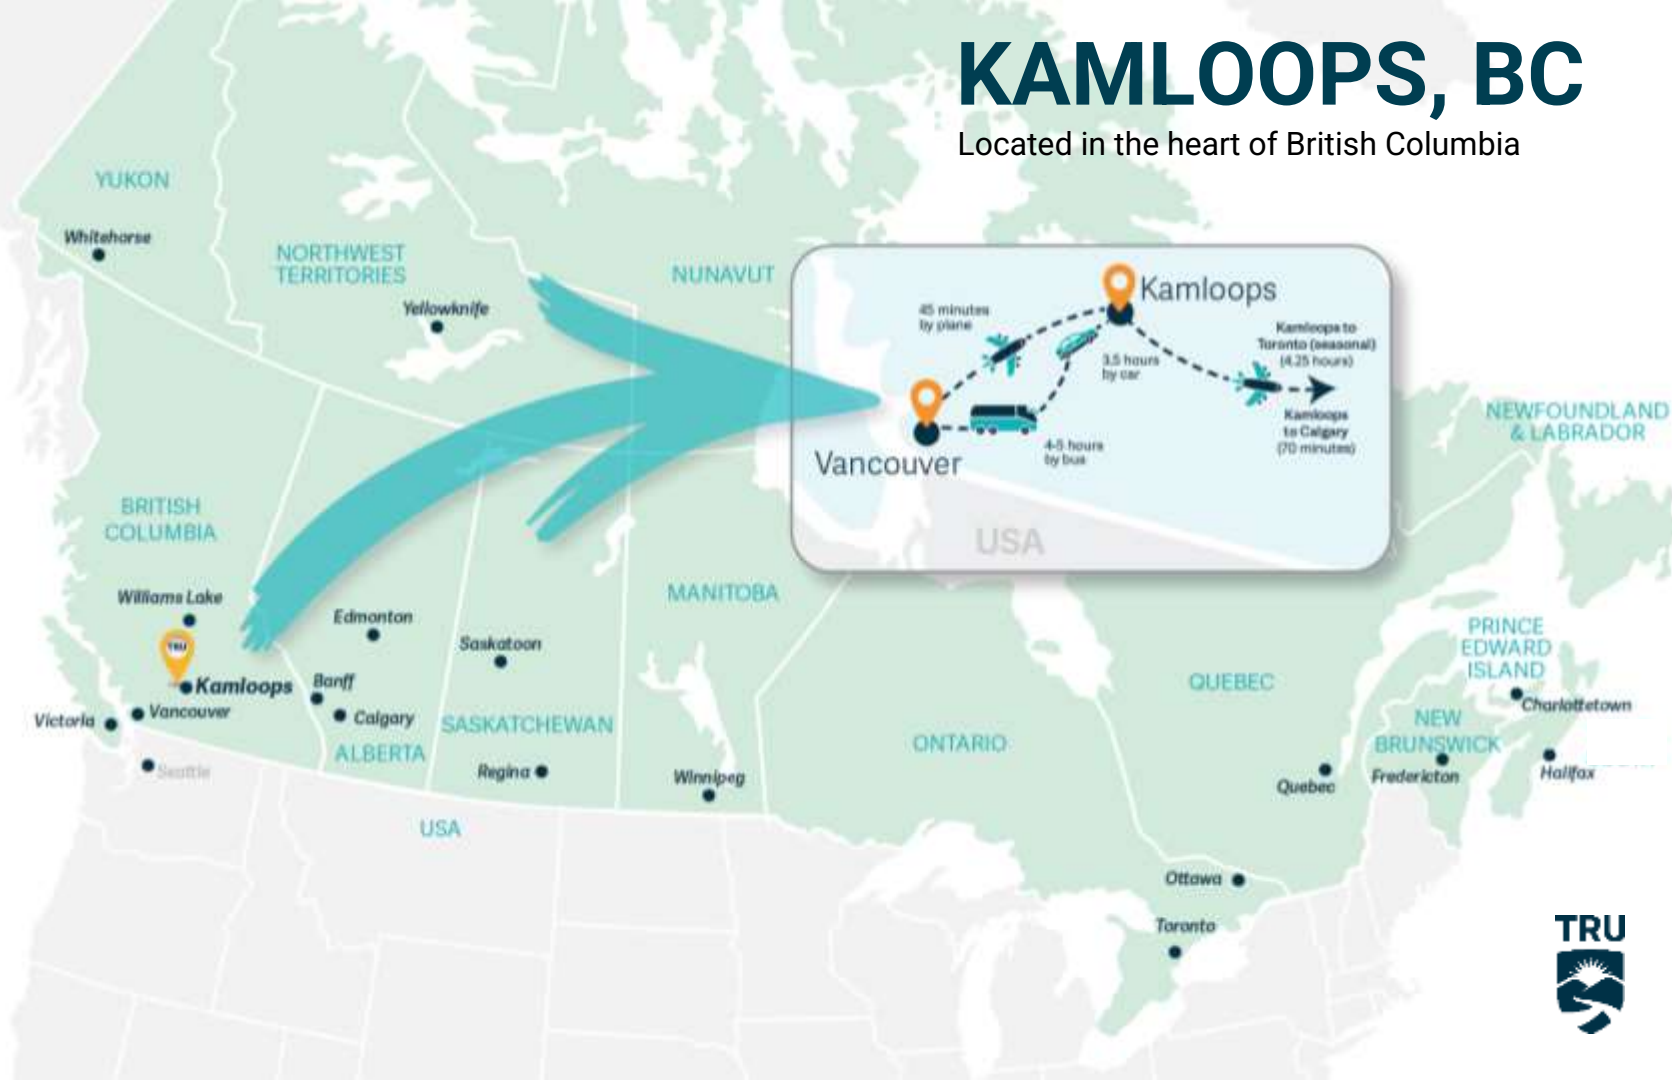 KAMLOOPS, BC
Located in the heart of British Columbia
YUKON
Whitehorse
NORTHWEST
TERRITORIES
Yellowknife
NUNAVUT
Kamloops
45 minutes
by plane
Kamloops to
Toronto (seasonal)
(4.25 hours)
3.5 hours
by car
Kamloops
to Calgary
(70 minutes)
4-5 hours
by bus
Vancouver
USA
NEWFOUNDLAND
& LABRADOR
BRITISH
COLUMBIA
Williams Lake
TRU
Kamloops
Victoria
Vancouver
Seattle
Edmonton
Banff
Calgary
ALBERTA
Saskatoon
SASKATCHEWAN
Regina
MANITOBA
Winnipeg
USA
ONTARIO
QUEBEC
PRINCE
EDWARD
ISLAND
Charlottetown
NEW
BRUNSWICK
Fredericton
Halifax
Quebec
Ottawa
Toronto
TRU